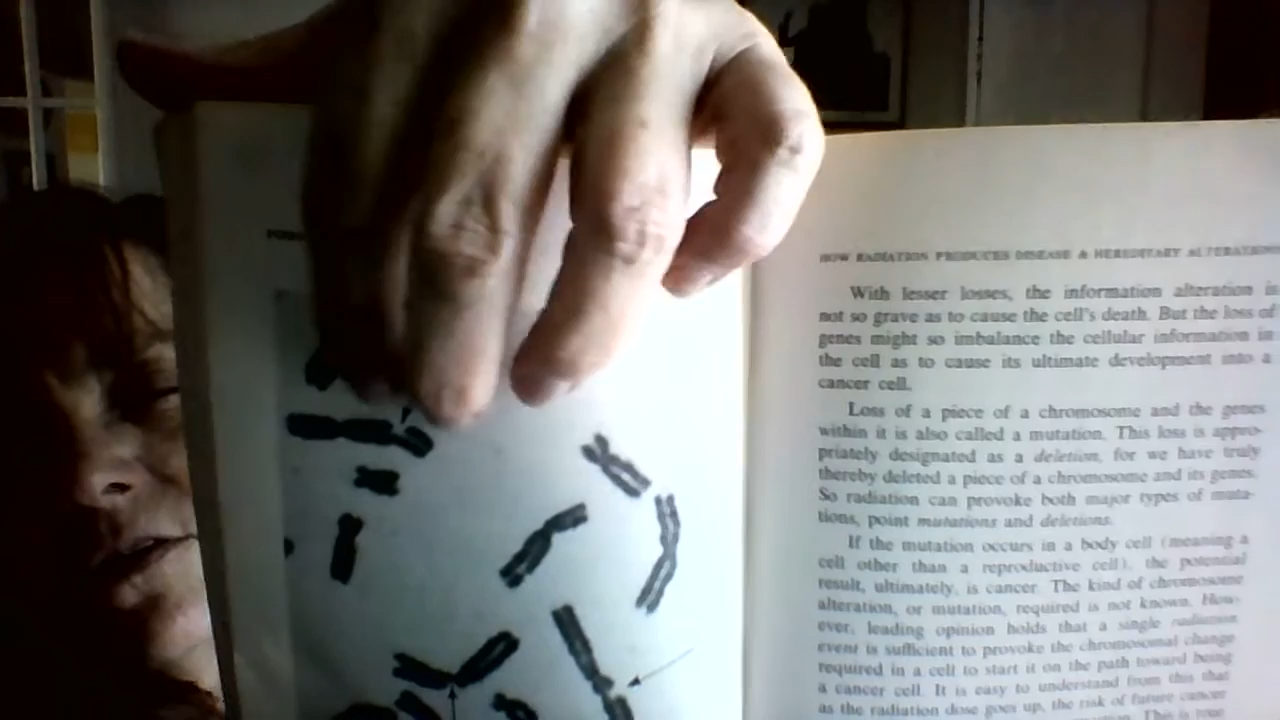 HOW RADIATION PRODUCES DISEASE & HEREDITARY ALTERATIONS
With lesser losses, the information alteration is
not so grave as to cause the cell's death. But the loss of
genes might so imbalance the cellular information in
the cell as to cause its ultimate development into a
cancer cell.
Loss of a piece of a chromosome and the genes
within it is also called a mutation. This loss is appro-
priately designated as a deletion, for we have truly
thereby deleted a piece of a chromosome and its genes.
So radiation can provoke both major types of muta-
tions, point mutations and deletions.
If the mutation occurs in a body cell (meaning a
cell other than a reproductive cell), the potential
result, ultimately, is cancer. The kind of chromosome
alteration, or mutation, required is not known. How-
ever, leading opinion holds that a single radiation
event is sufficient to provoke the chromosomal change
required in a cell to start it on the path toward being
a cancer cell. It is easy to understand from this that
as the radiation dose goes up, the risk of future cancer
This is true